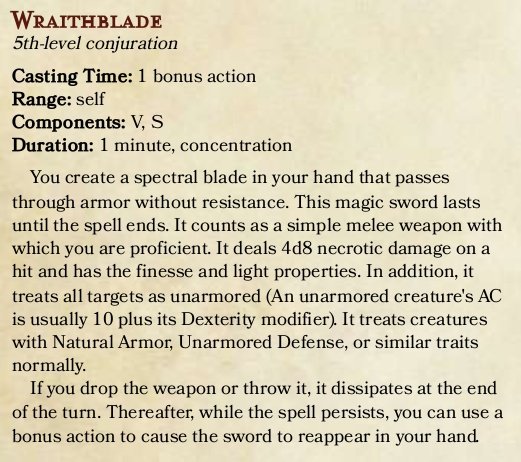 Wraithblade
5th-level conjuration
Casting Time: 1 bonus action
Range: self
Components: V, S
Duration: 1 minute, concentration
You create a spectral blade in your hand that passes
through armor without resistance. This magic sword lasts
until the spell ends. It counts as a simple melee weapon with
which you are proficient. It deals 4d8 necrotic damage on a
hit and has the finesse and light properties. In addition, it
treats all targets as unarmored (An unarmored creature's AC
is usually 10 plus its Dexterity modifier). It treats creatures
with Natural Armor, Unarmored Defense, or similar traits
normally.
If you drop the weapon or throw it, it dissipates at the end
of the turn. Thereafter, while the spell persists, you can use a
bonus action to cause the sword to reappear in your hand.